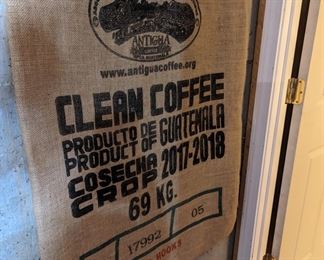 ANTIGUA
www.antiguacoffee.org
CLEAN COFFEE
PRODUCTO DE
PRODUCT OF
GUATEMALA
COSECHA
CROP
2017-2018
69 KG.
17992
05
HOOKS